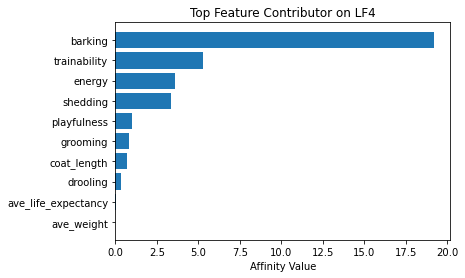 Top Feature Contributor on LF4
barking
trainability
energy
shedding
playfulness
grooming
coat_length
drooling
ave_life_expectancy
ave_weight
0.0 2.5 5.0 7.5 10.0 12.5 15.0 17.5 20.0
Affinity Value